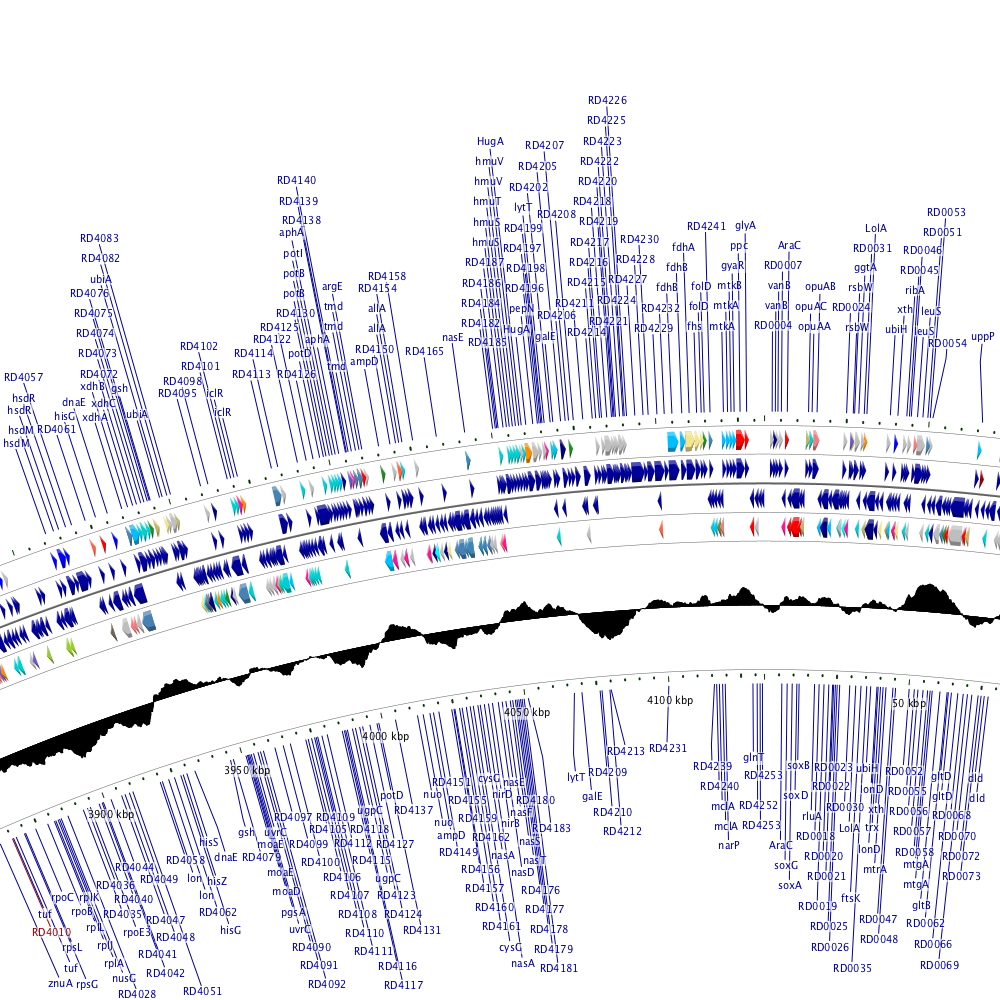 RD4226
RD4225
RD4223
RD4222
RD4220
RD4218
RD4219
RD4217
RD4216
RD4215
RD4224
RD4211
RD4221
RD4214
HugA
hmuV
hmuV
hmuT
hmuS
hmuS
RD4187
RD4186
RD4184
RD4182
RD4185
RD4207
RD4205
RD4202
lytT
RD4208
RD4199
RD4197
RD4198
RD4196
pepN
RD4206
HugA
galE
RD4140
RD4139
RD4138
aphA
potI
potB
potB
RD4130
RD4125
RD4122
aphA
RD4114
potD
RD4113
RD4126
argE
tmd
tmd
tmd
RD4158
RD4154
allA
allA
RD4150
ampD
RD4165
nasE
RD4083
RD4082
ubiA
RD4076
RD4075
RD4074
RD4073
RD4072
xdhB
gsh
dnaE
xdhC
hisG
xdhA
ubiA
RD4061
RD4057
hsdR
hsdR
hsdM
hsdM
RD4102
RD4101
RD4098
RD4095
iclR
iclR
RD4230
RD4228
RD4227
RD4232
RD4229
fdhA
fdhB
fdhB
RD4241
folD
folD
fhs
glyA
ppc
gyaR
mtkB
mtkA
mtkA
AraC
RD0007
vanB
vanB
RD0004
opuAB
opuAC
opuAA
LolA
RD0031
ggtA
rsbW
RD0024
rsbW
RD0053
RD0051
RD0046
RD0045
ribA
xth
leuS
ubiH
leuS
RD0054
uppP
3900 kbp
3950 kbp
4000 kbp
4050 kbp
4100 kbp
50 kbp
rpoC
rplK
tuf
rpoB
RD4010
rplL
rpsL
rplJ
tuf
rplA
znuA
rpsG
nusG
RD4028
RD4044
RD4036
RD4049
RD4040
RD4035
RD4047
rpoE3
RD4048
RD4041
RD4042
RD4051
hisS
RD4058
dnaE
lon
hisZ
lon
RD4062
hisG
gsh
uvrC
moaE
RD4079
moaE
moaD
pgsA
uvrC
RD4090
RD4091
RD4092
RD4097
RD4109
RD4105
RD4118
RD4099
RD4112
RD4127
RD4100
RD4115
RD4106
ugpC
RD4107
RD4123
RD4108
RD4124
RD4110
RD4131
RD4111
RD4116
RD4117
potD
ugpC
RD4137
RD4151
nuo
RD4155
nuo
RD4159
ampD
RD4162
RD4149
RD4156
RD4157
RD4160
RD4161
cysG
nasA
cysG
nasE
nirD
RD4180
nasF
nirB
RD4183
nasS
nasA
nasT
nasD
RD4176
RD4177
RD4178
RD4179
RD4181
lytT
RD4209
RD4213
galE
RD4210
RD4212
RD4231
RD4239
RD4240
mclA
mclA
narP
glnT
RD4253
RD4252
RD4253
AraC
soxB
soxD
rluA
soxG
soxA
RD0023
RD0022
RD0030
RD0018
RD0020
RD0021
RD0019
RD0025
RD0026
ubiH
lonD
xth
LolA
trx
lonD
mtrA
ftsK
RD0047
RD0048
RD0035
RD0052
RD0055
RD0056
RD0057
RD0058
mtgA
mtgA
gltB
RD0062
RD0066
RD0069
gltD
gltD
dld
dld
RD0068
RD0070
RD0072
RD0073